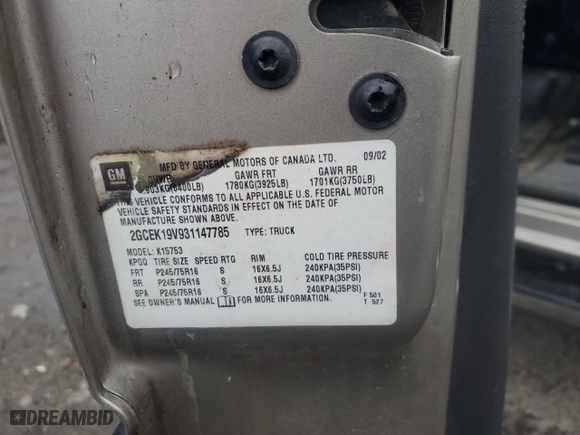 MFD BY GENERAL MOTORS OF CANADA LTD. 09/02
GM
GVWR GAWR FRT GAWR RR
2903KG(6400LB) 1780KG(3925LB) 1701KG(3750LB)
THIS VEHICLE CONFORMS TO ALL APPLICABLE U.S. FEDERAL MOTOR
VEHICLE SAFETY STANDARDS IN EFFECT ON THE DATE OF
MANUFACTURE SHOWN ABOVE.
2GCEK19V931147785 TYPE: TRUCK
MODEL: K15753
KPGQ TIRE SIZE SPEED RTG RIM COLD TIRE PRESSURE
FRT P245/75R16 S 16X6.5J 240KPA(35PSI)
RR P245/75R16 S 16X6.5J 240KPA(35PSI)
SPA P245/75R16 S 16X6.5J 240KPA(35PSI)
SEE OWNER'S MANUAL FOR MORE INFORMATION.
F 501
T 527
DREAMBID